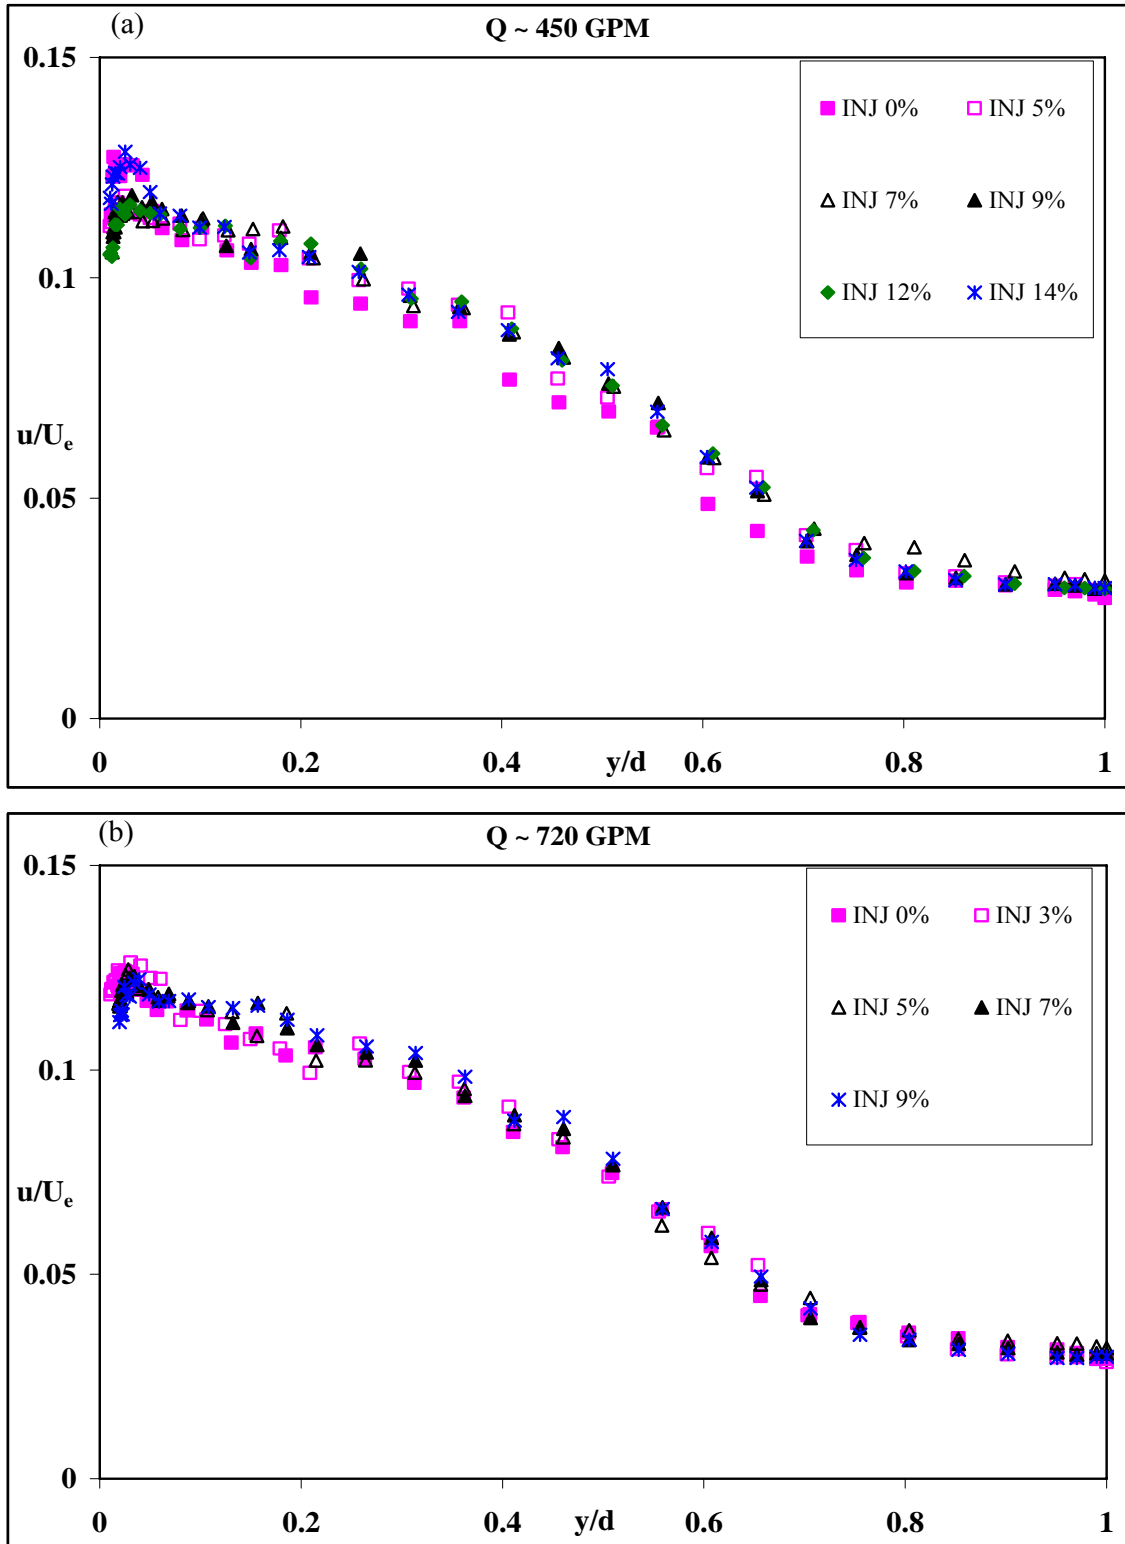 (a)
Q ~ 450 GPM
0.15
INJ 0% INJ 5%
INJ 7% INJ 9%
INJ 12% INJ 14%
0.1
u/Ue
0.05
0
0 0.2 0.4 y/d 0.6 0.8 1
(b)
Q ~ 720 GPM
0.15
INJ 0% INJ 3%
INJ 5% INJ 7%
INJ 9%
0.1
u/Ue
0.05
0
0 0.2 0.4 y/d 0.6 0.8 1